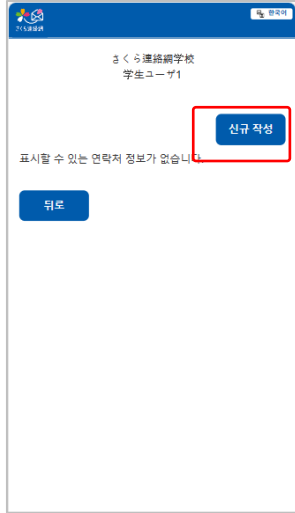 さくら連絡網
한국어
さくら連絡網学校
学生ユーザ1
신규 작성
표시할 수 있는 연락처 정보가 없습니다.
뒤로